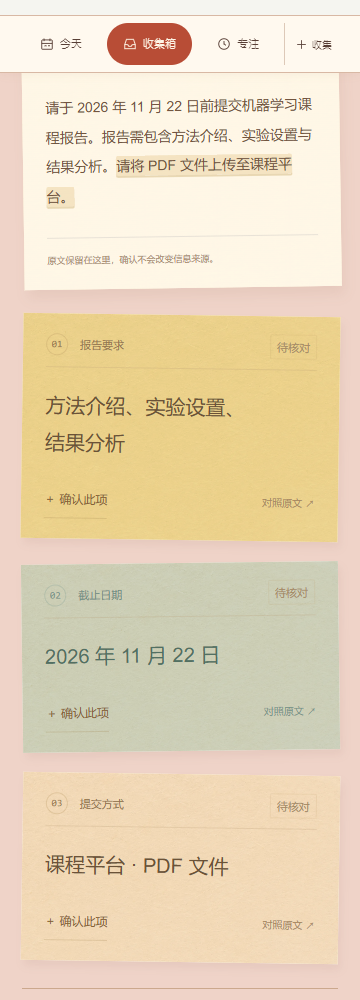 今天
收集箱
专注
+ 收集
请于 2026 年 11 月 22 日前提交机器学习课
程报告。报告需包含方法介绍、实验设置与
结果分析。请将 PDF 文件上传至课程平
台。
原文保留在这里，确认不会改变信息来源。
01 报告要求 待核对
方法介绍、实验设置、
结果分析
+ 确认此项 对照原文 ↗
02 截止日期 待核对
2026 年 11 月 22 日
+ 确认此项 对照原文 ↗
03 提交方式 待核对
课程平台 · PDF 文件
+ 确认此项 对照原文 ↗